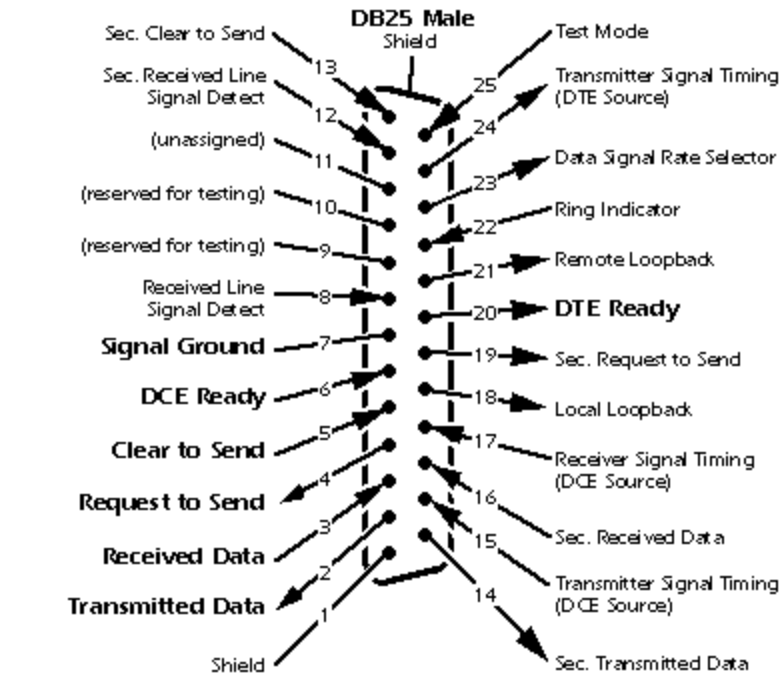 DB25 Male
Shield
Sec. Clear to Send
13
Sec. Received Line
Signal Detect
12
(unassigned)
11
(reserved for testing)
10
(reserved for testing)
9
Received Line
Signal Detect
8
Signal Ground
7
DCE Ready
6
Clear to Send
5
Request to Send
4
Received Data
3
Transmitted Data
2
Shield
1
Test Mode
25
Transmitter Signal Timing
(DTE Source)
24
Data Signal Rate Selector
23
Ring Indicator
22
Remote Loopback
21
DTE Ready
20
Sec. Request to Send
19
Local Loopback
18
Receiver Signal Timing
(DCE Source)
17
Sec. Received Data
16
Transmitter Signal Timing
(DCE Source)
15
Sec. Transmitted Data
14